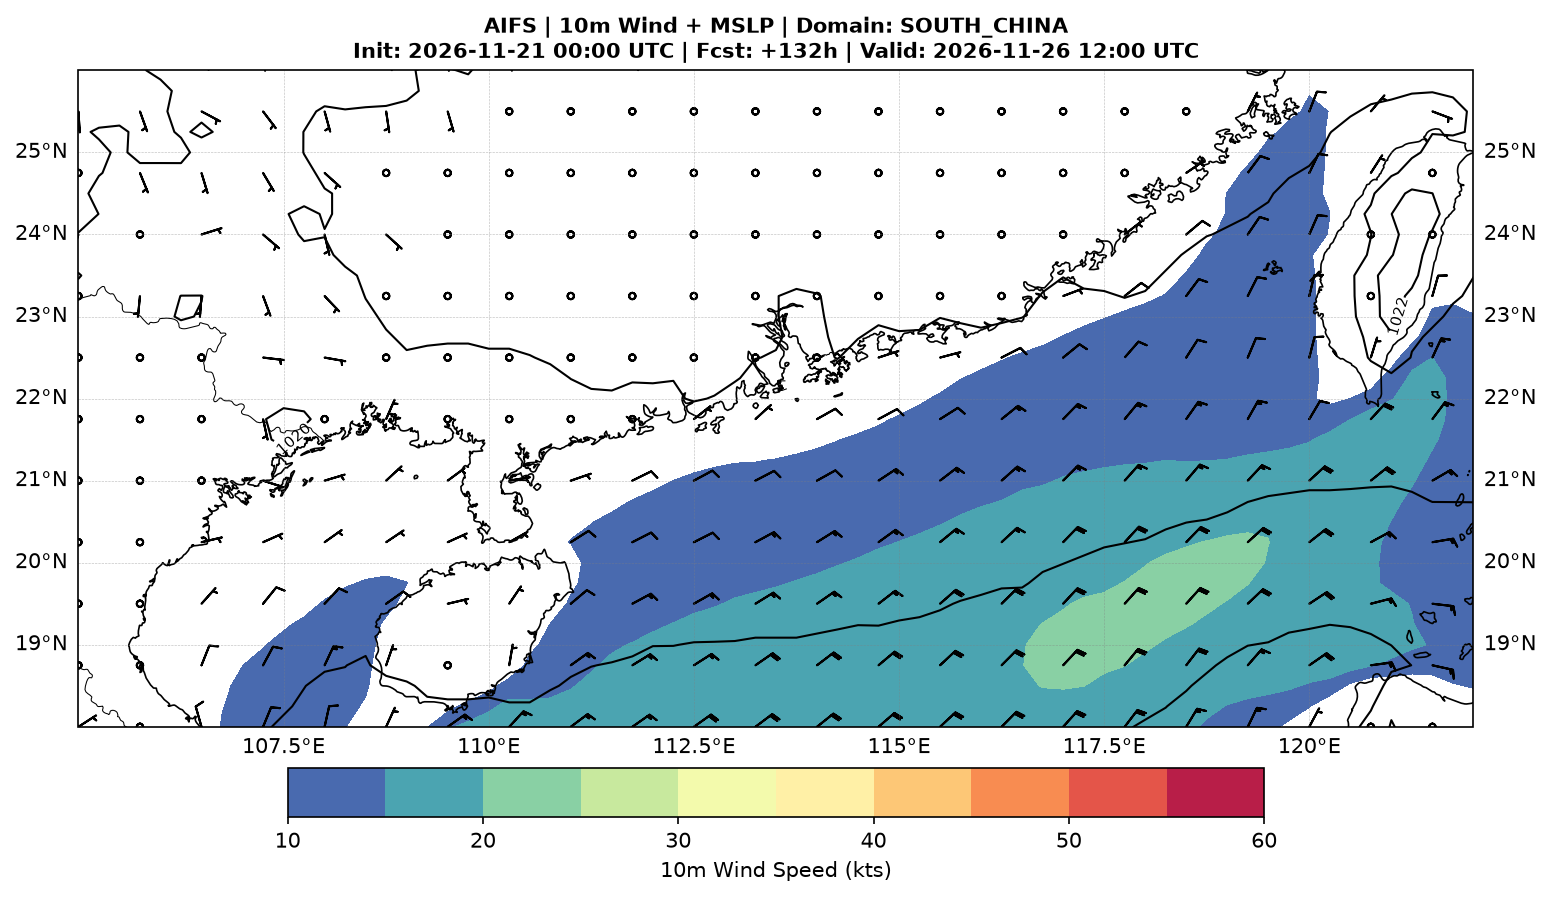 AIFS | 10m Wind + MSLP | Domain: SOUTH_CHINA
Init: 2026-11-21 00:00 UTC | Fcst: +132h | Valid: 2026-11-26 12:00 UTC
25°N 25°N
24°N 24°N
23°N 1022 23°N
22°N 22°N
1020
21°N 21°N
20°N 20°N
19°N 19°N
107.5°E 110°E 112.5°E 115°E 117.5°E 120°E
10 20 30 40 50 60
10m Wind Speed (kts)